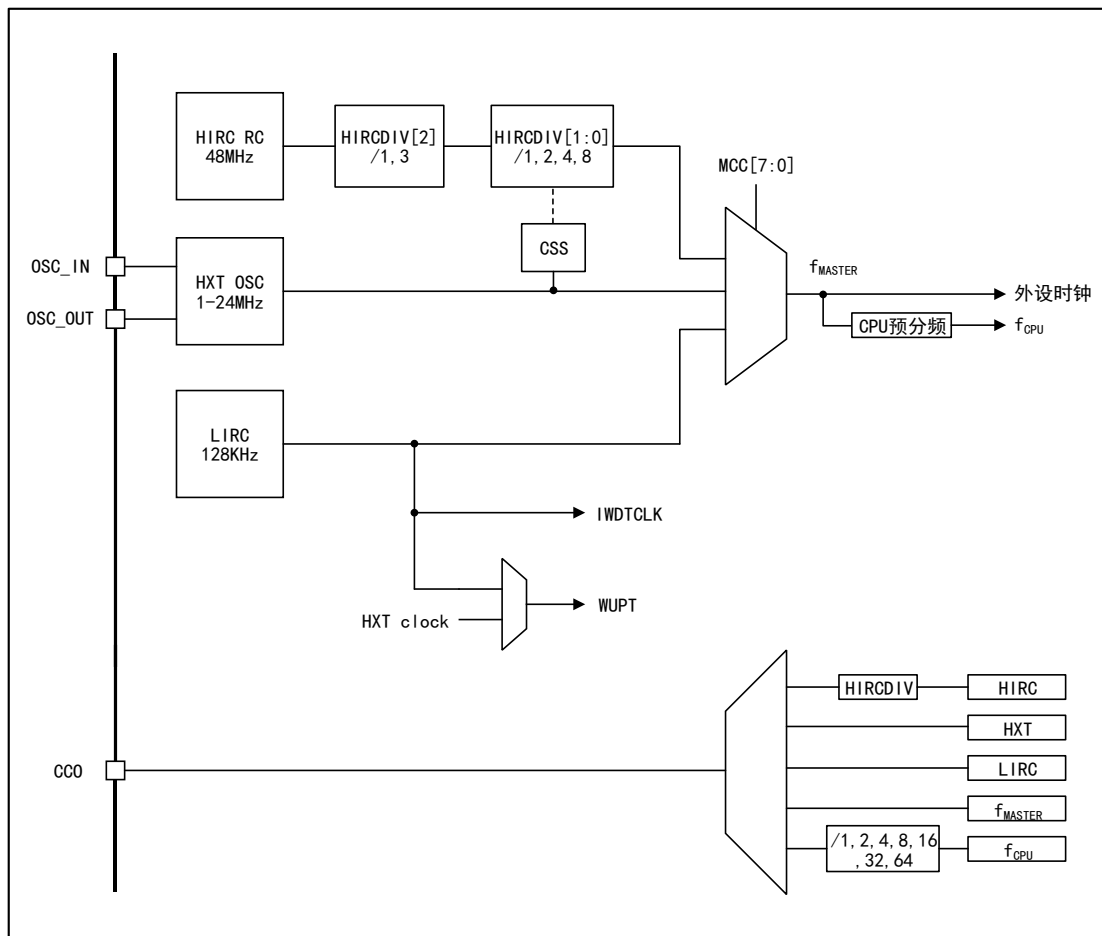 HIRC RC
48MHz
HIRCDIV[2]
/1, 3
HIRCDIV[1:0]
/1, 2, 4, 8
MCC[7:0]
CSS
OSC_IN
OSC_OUT
HXT OSC
1-24MHz
fMASTER
外设时钟
CPU预分频
fCPU
LIRC
128KHz
IWDTCLK
HXT clock
WUPT
HIRCDIV
HIRC
HXT
CCO
LIRC
fMASTER
/1, 2, 4, 8, 16
, 32, 64
fCPU